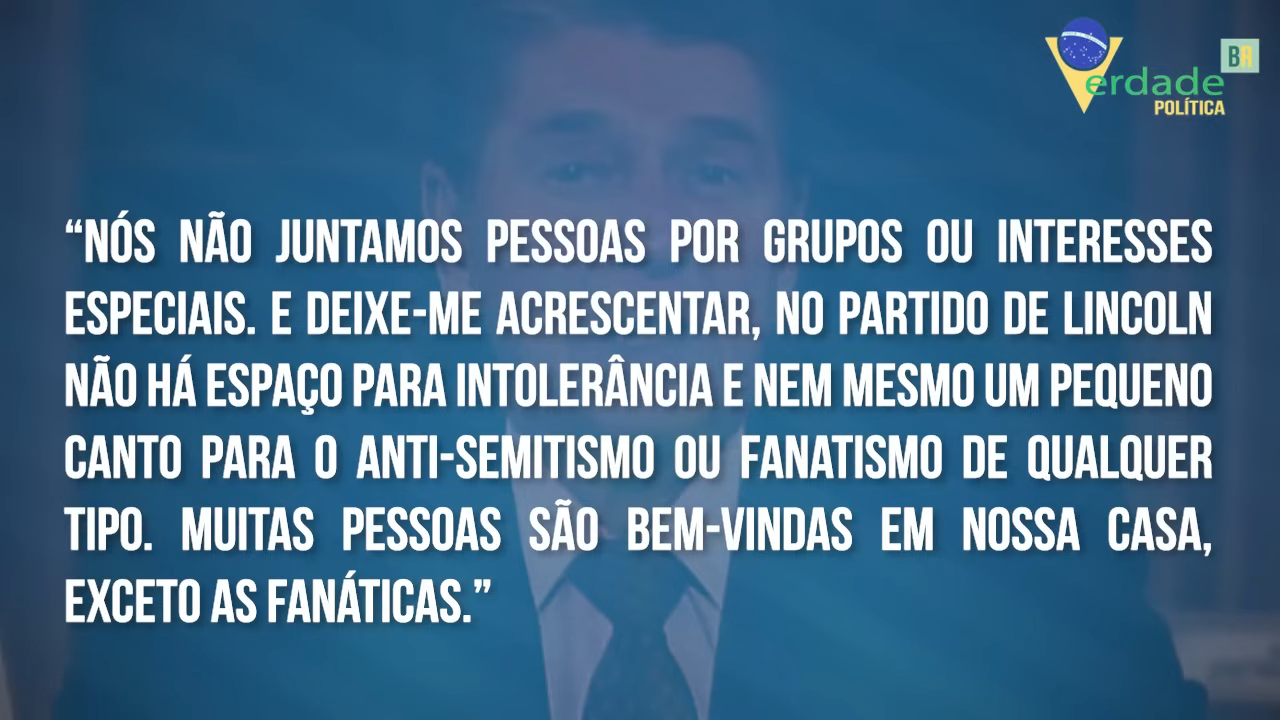 Verdade
BR
POLÍTICA
“NÓS NÃO JUNTAMOS PESSOAS POR GRUPOS OU INTERESSES
ESPECIAIS. E DEIXE-ME ACRESCENTAR, NO PARTIDO DE LINCOLN
NÃO HÁ ESPAÇO PARA INTOLERÂNCIA E NEM MESMO UM PEQUENO
CANTO PARA O ANTI-SEMITISMO OU FANATISMO DE QUALQUER
TIPO. MUITAS PESSOAS SÃO BEM-VINDAS EM NOSSA CASA,
EXCETO AS FANÁTICAS.”